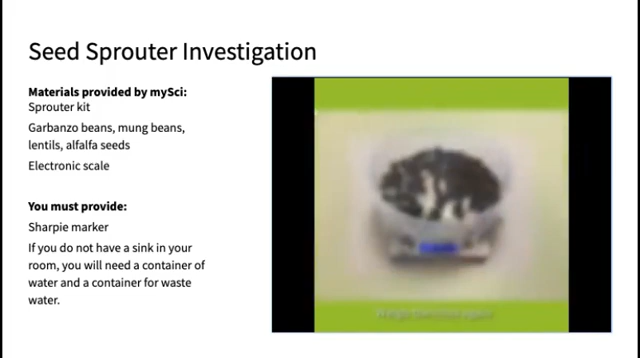 Seed Sprouter Investigation
Materials provided by mySci:
Sprouter kit
Garbanzo beans, mung beans,
lentils, alfalfa seeds
Electronic scale
You must provide:
Sharpie marker
If you do not have a sink in your
room, you will need a container of
water and a container for waste
water.